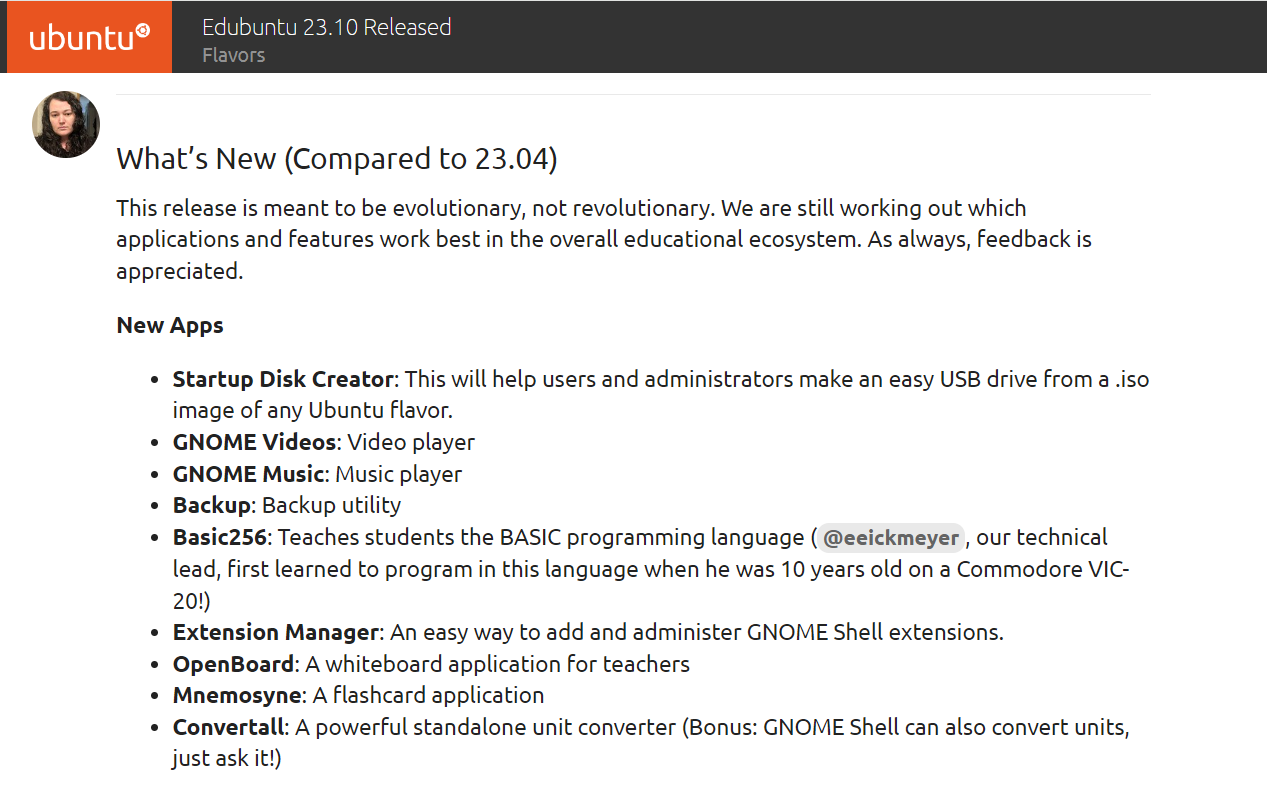 ubuntu
Edubuntu 23.10 Released
Flavors
What’s New (Compared to 23.04)
This release is meant to be evolutionary, not revolutionary. We are still working out which
applications and features work best in the overall educational ecosystem. As always, feedback is
appreciated.
New Apps
• Startup Disk Creator: This will help users and administrators make an easy USB drive from a .iso
image of any Ubuntu flavor.
• GNOME Videos: Video player
• GNOME Music: Music player
• Backup: Backup utility
• Basic256: Teaches students the BASIC programming language (@eeickmeyer, our technical
lead, first learned to program in this language when he was 10 years old on a Commodore VIC-
20!)
• Extension Manager: An easy way to add and administer GNOME Shell extensions.
• OpenBoard: A whiteboard application for teachers
• Mnemosyne: A flashcard application
• Convertall: A powerful standalone unit converter (Bonus: GNOME Shell can also convert units,
just ask it!)